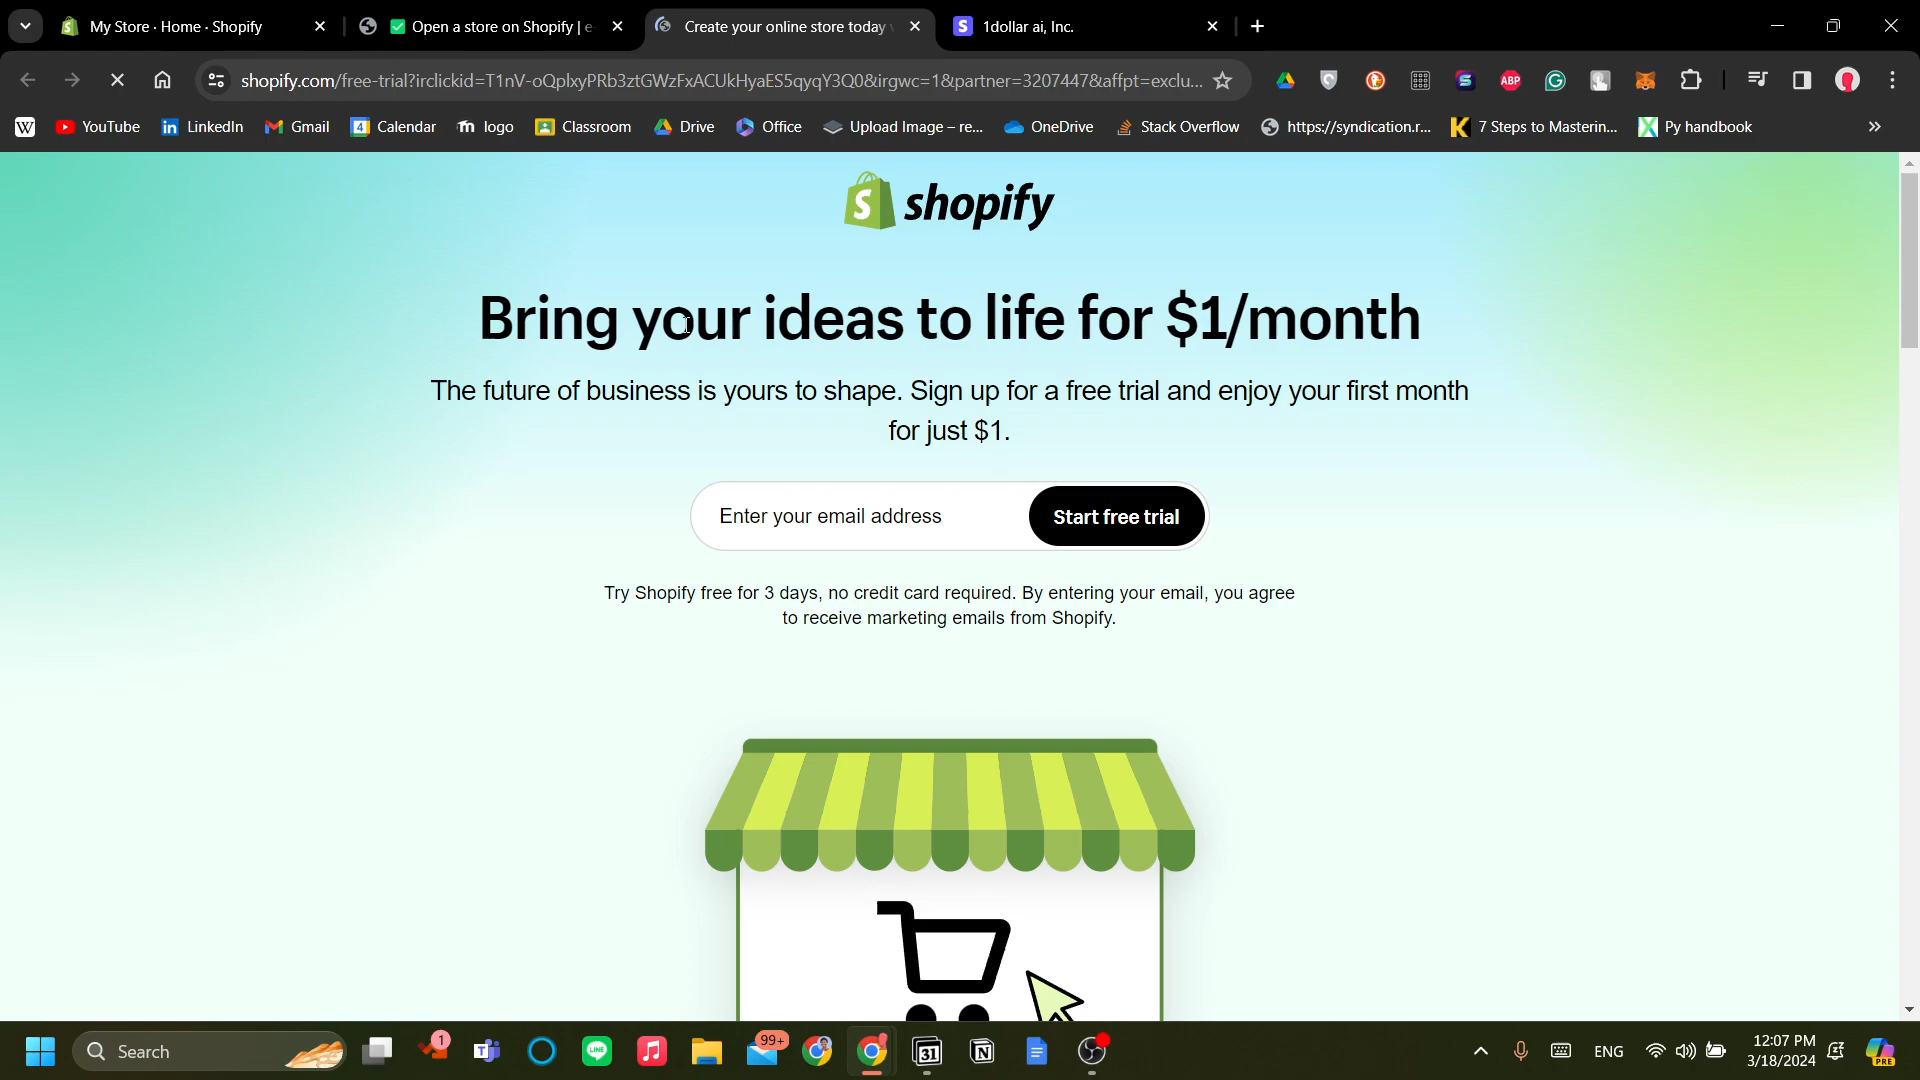 My Store · Home · Shopify
Open a store on Shopify | e-
Create your online store today
S 1dollar ai, Inc.
shopify.com/free-trial?irclickid=T1nV-oQplxyPRb3ztGWzFxACUkHyaES5qyqY3Q0&irgwc=1&partner=3207447&affpt=exclu...
ABP
W
YouTube
LinkedIn
Gmail
4 Calendar
m logo
Classroom
Drive
Office
Upload Image – re...
OneDrive
Stack Overflow
https://syndication.r...
7 Steps to Masterin...
Py handbook
shopify
Bring your ideas to life for $1/month
The future of business is yours to shape. Sign up for a free trial and enjoy your first month
for just $1.
Enter your email address
Start free trial
Try Shopify free for 3 days, no credit card required. By entering your email, you agree
to receive marketing emails from Shopify.
Search
1
LINE
99+
31
ENG
12:07 PM
3/18/2024
PRE